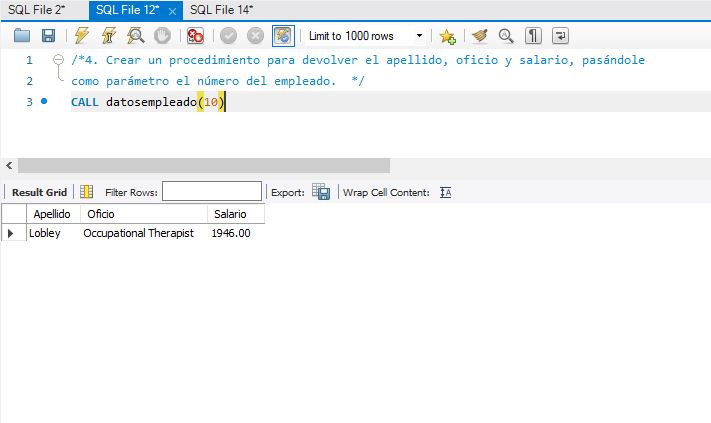 SQL File 2* SQL File 12* × SQL File 14*
Limit to 1000 rows
1 /*4. Crear un procedimiento para devolver el apellido, oficio y salario, pasándole
2 como parámetro el número del empleado.  */
3 CALL datosempleado(10)
Result Grid Filter Rows: Export: Wrap Cell Content: IA
Apellido Oficio Salario
Lobley Occupational Therapist 1946.00